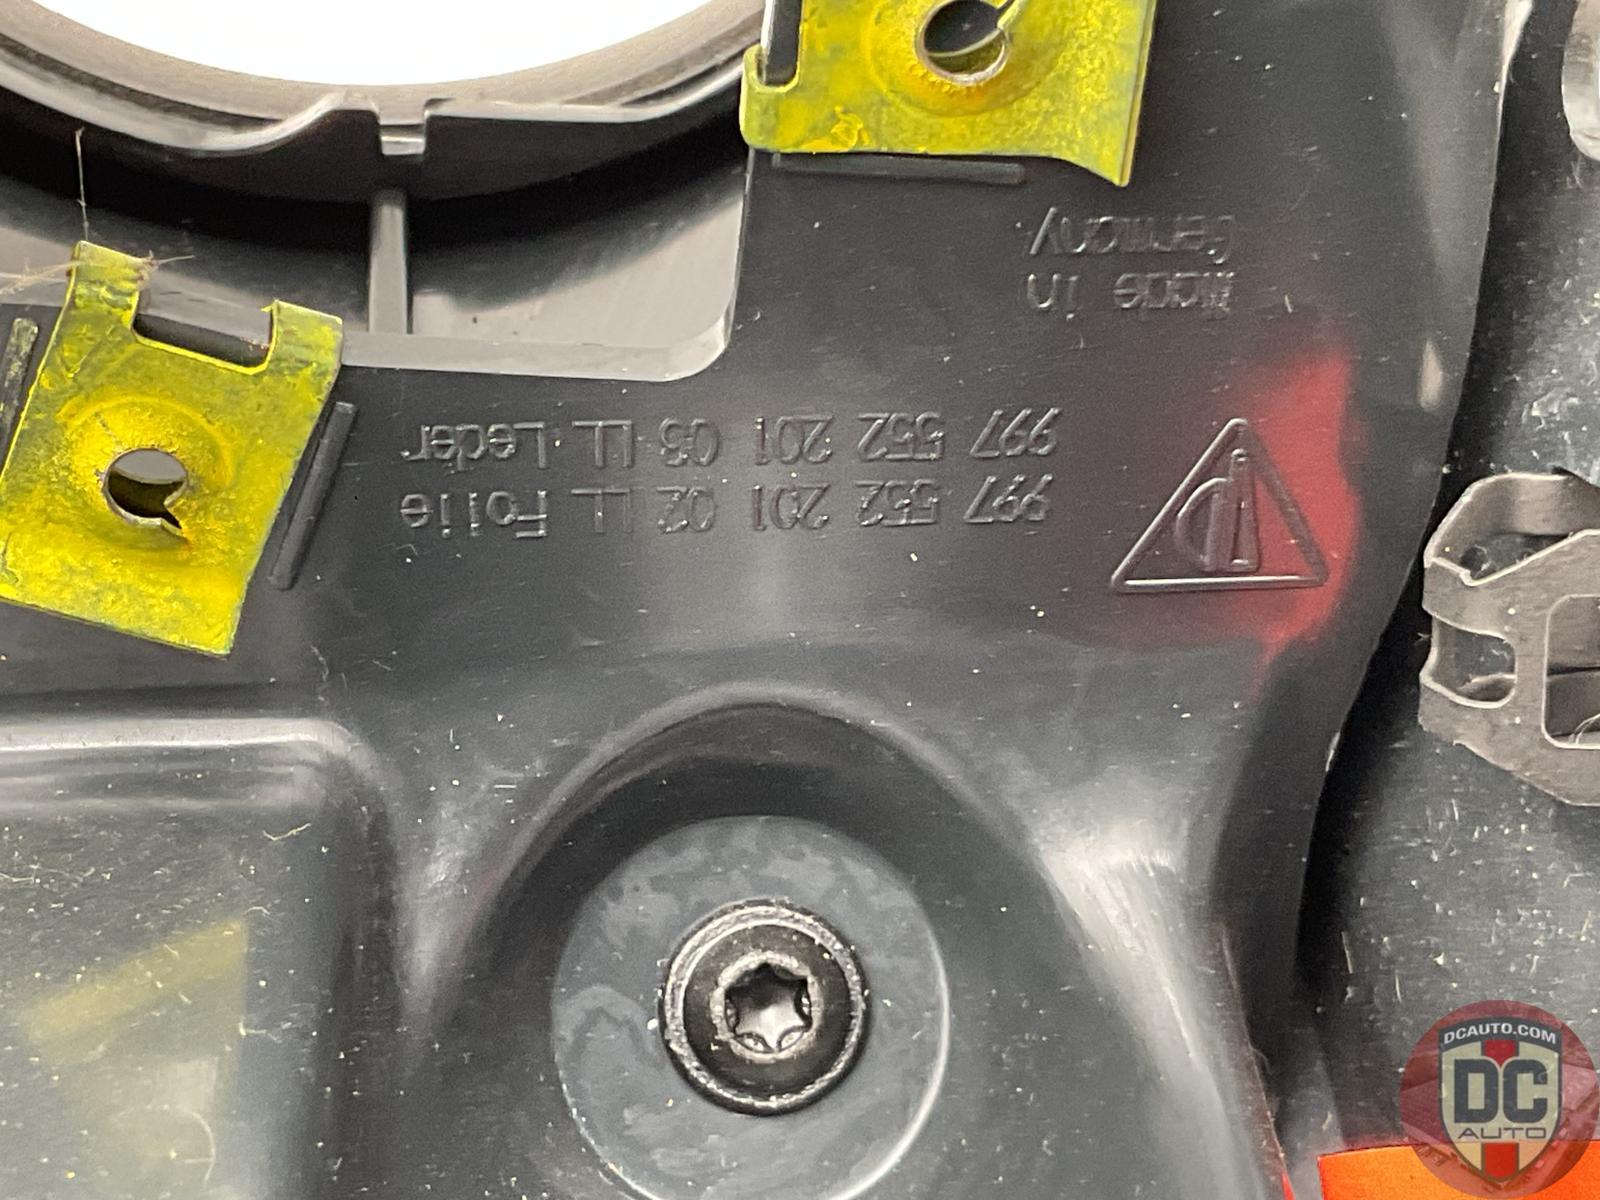 997 552 201 02 LL Folie
997 552 201 03 LL Leder
Made in
Germany
DCAUTO.COM
DC
AUTO